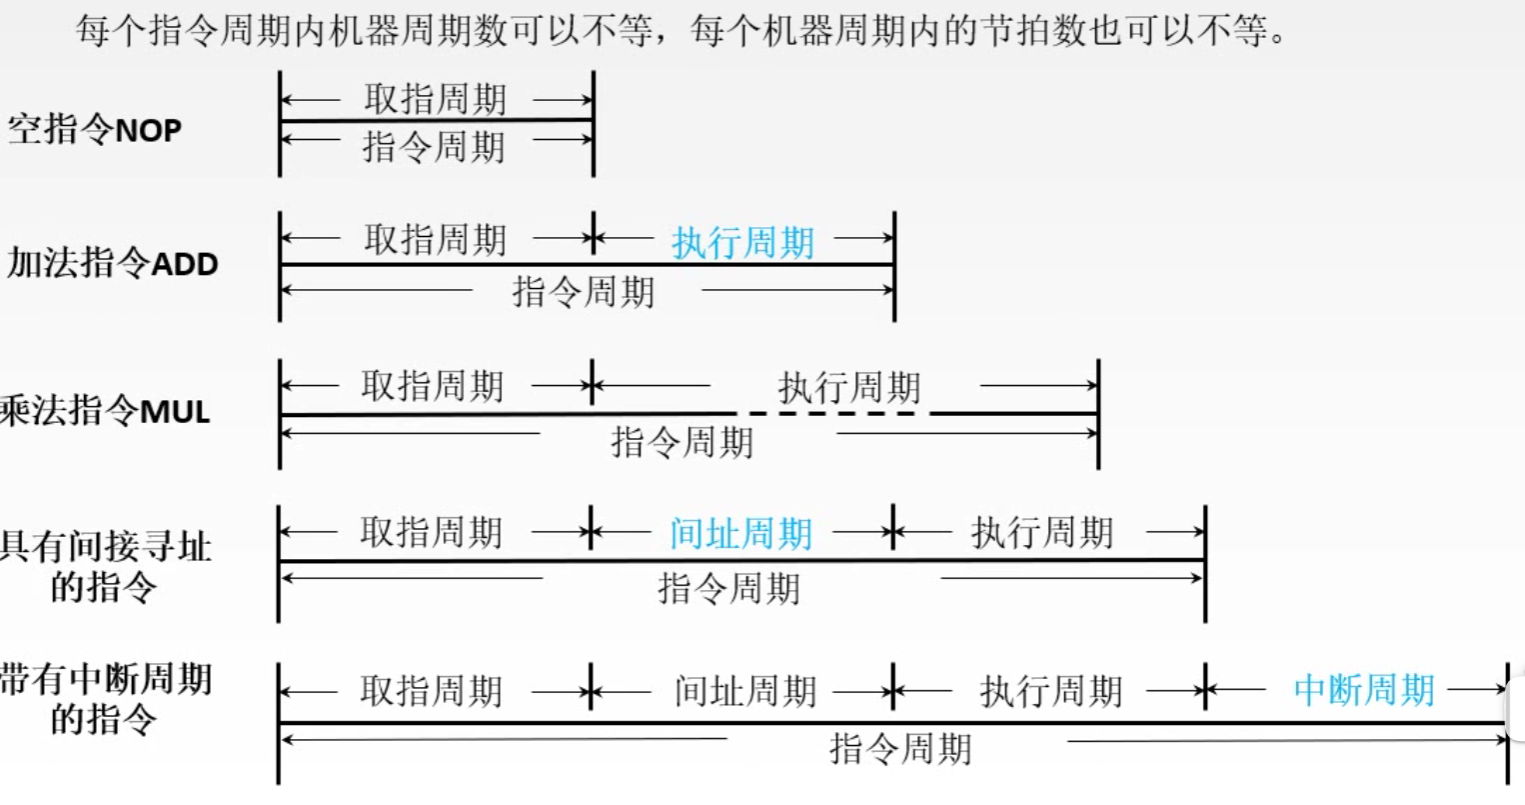 每个指令周期内机器周期数可以不等，每个机器周期内的节拍数也可以不等。
取指周期
空指令NOP
指令周期
取指周期 执行周期
加法指令ADD
指令周期
取指周期 执行周期
乘法指令MUL
指令周期
取指周期 间址周期 执行周期
具有间接寻址
的指令
指令周期
带有中断周期
取指周期 间址周期 执行周期 中断周期
的指令
指令周期